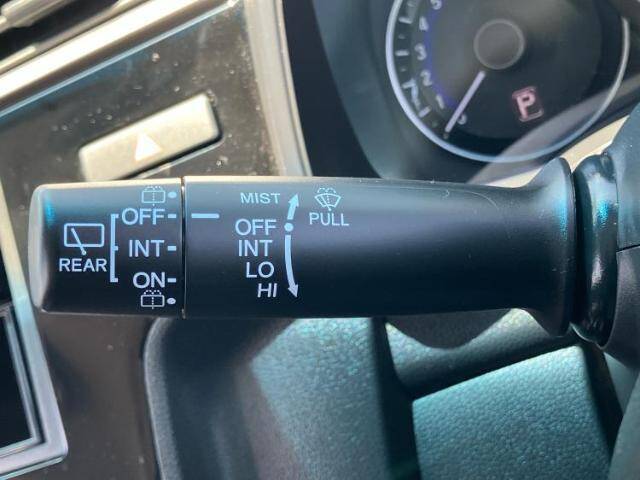 REAR
OFF
INT
ON
MIST
PULL
OFF
INT
LO
HI
P